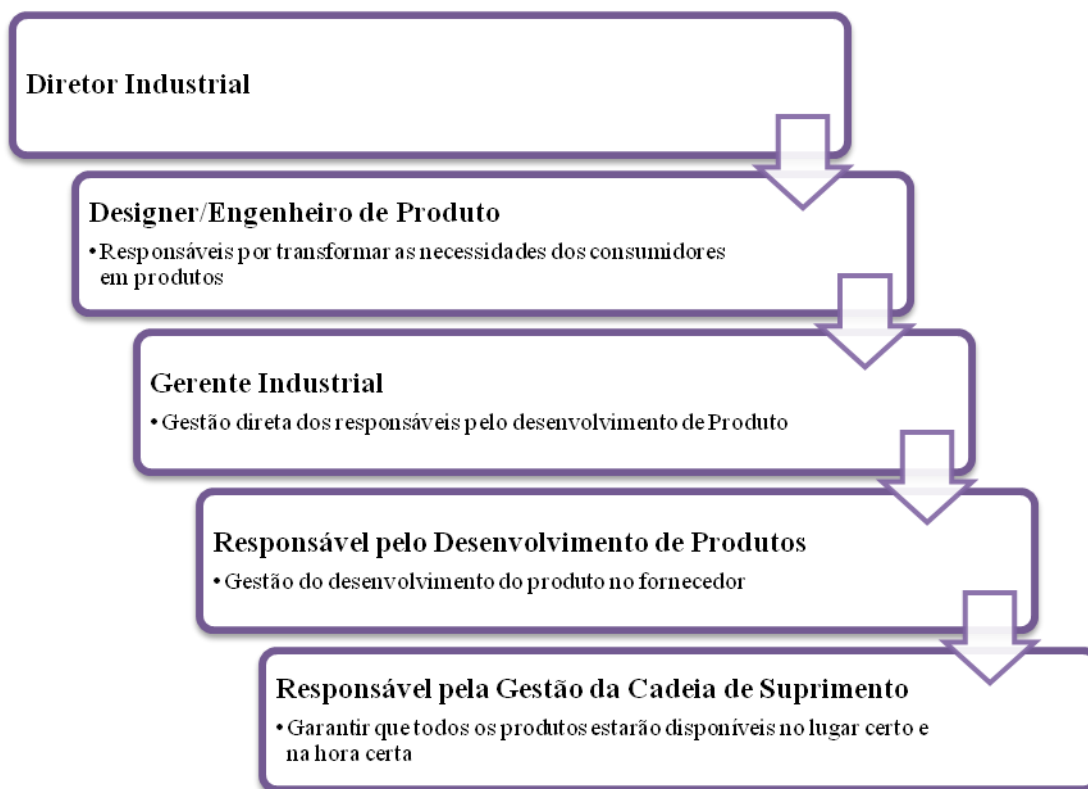 Diretor Industrial
Designer/Engenheiro de Produto
•Responsáveis por transformar as necessidades dos consumidores
em produtos
Gerente Industrial
•Gestão direta dos responsáveis pelo desenvolvimento de Produto
Responsável pelo Desenvolvimento de Produtos
•Gestão do desenvolvimento do produto no fornecedor
Responsável pela Gestão da Cadeia de Suprimento
•Garantir que todos os produtos estarão disponíveis no lugar certo e
na hora certa